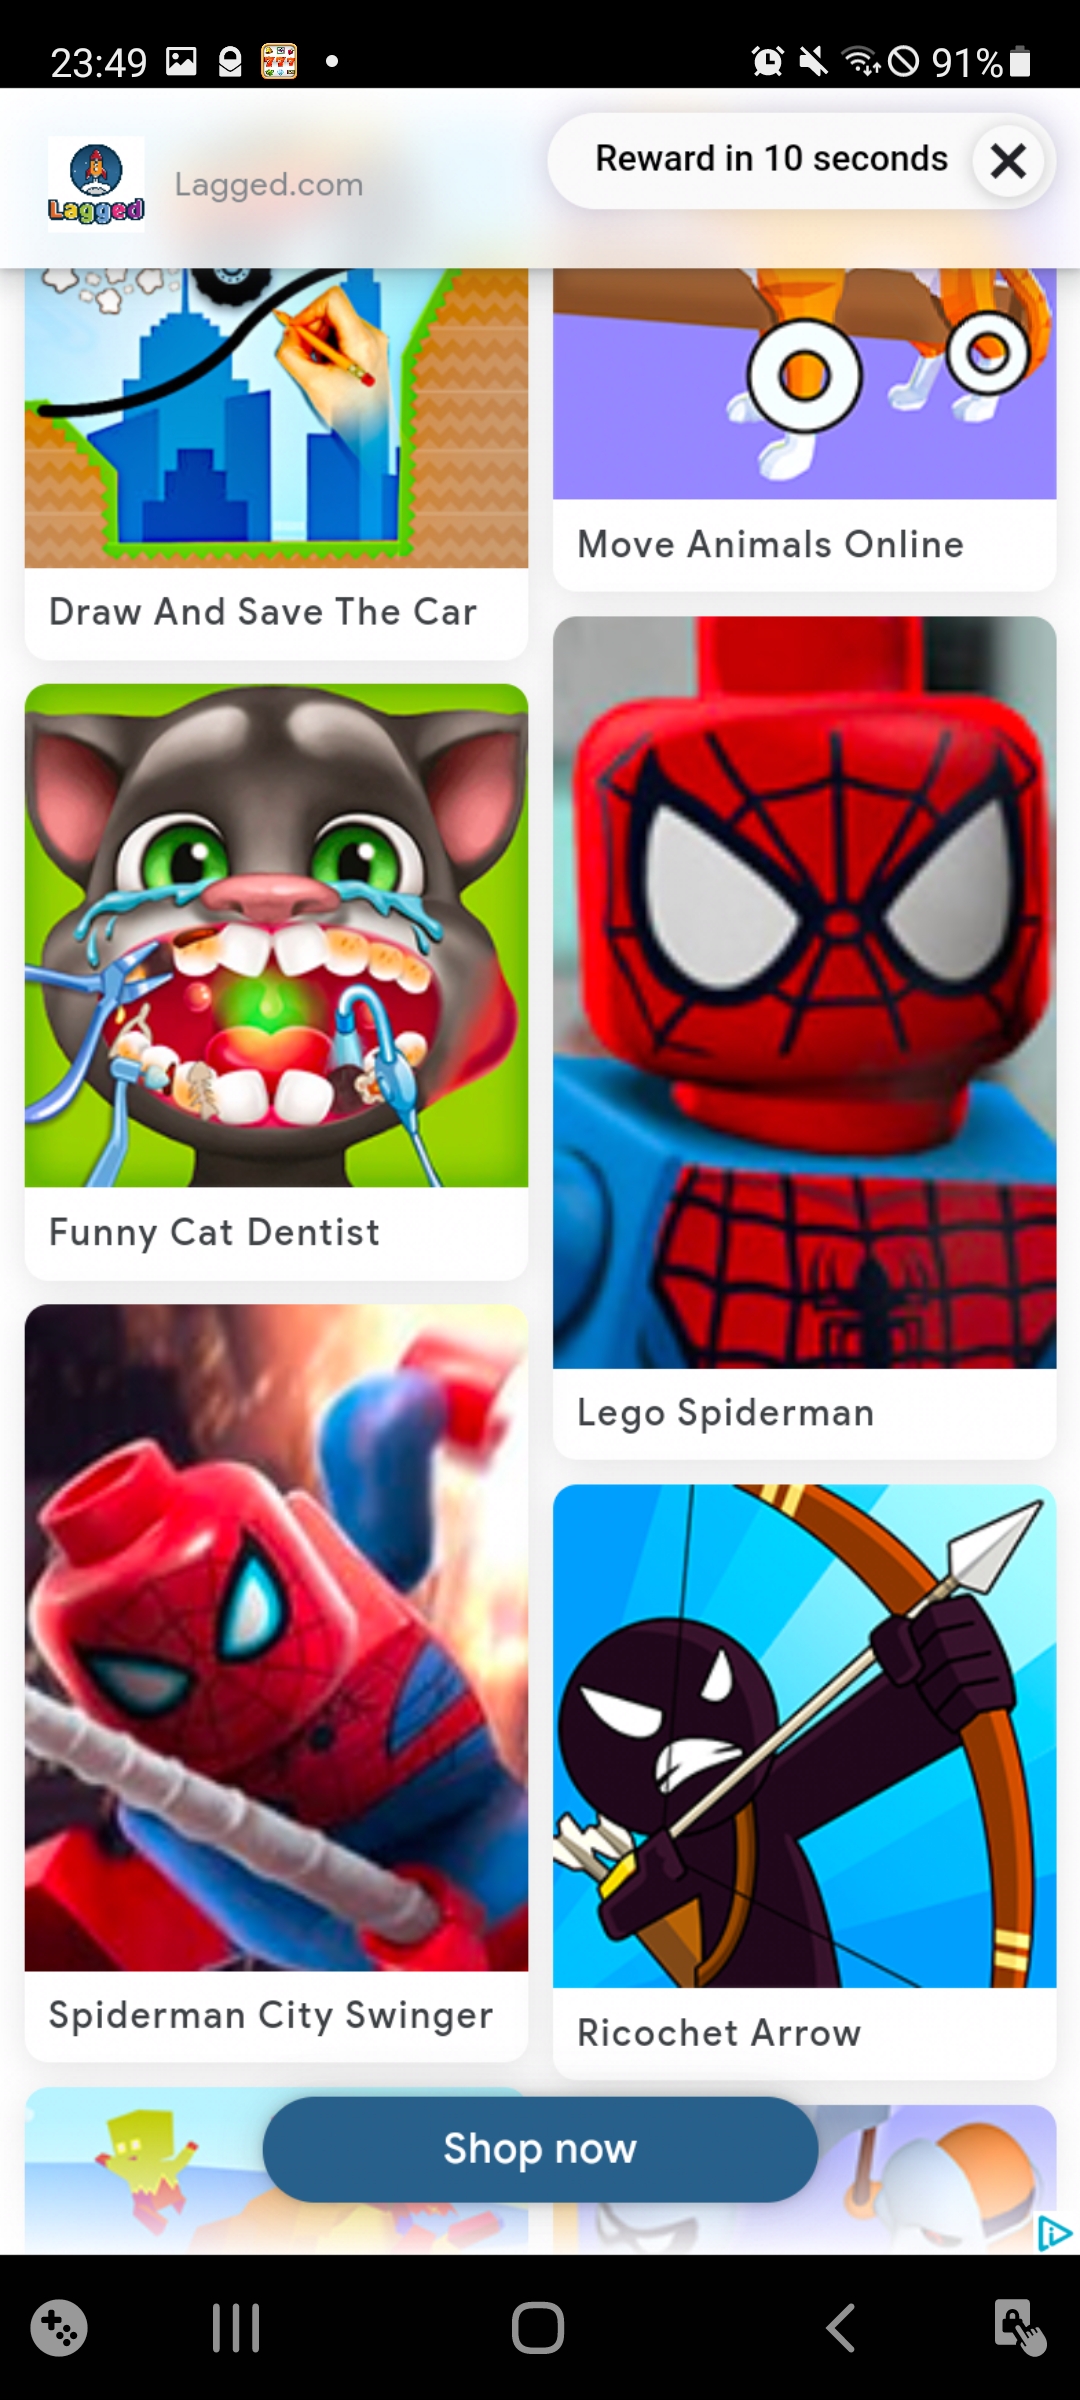 23:49
91%
Lagged
Lagged.com
Reward in 10 seconds
Draw And Save The Car
Move Animals Online
Funny Cat Dentist
Lego Spiderman
Spiderman City Swinger
Ricochet Arrow
Shop now